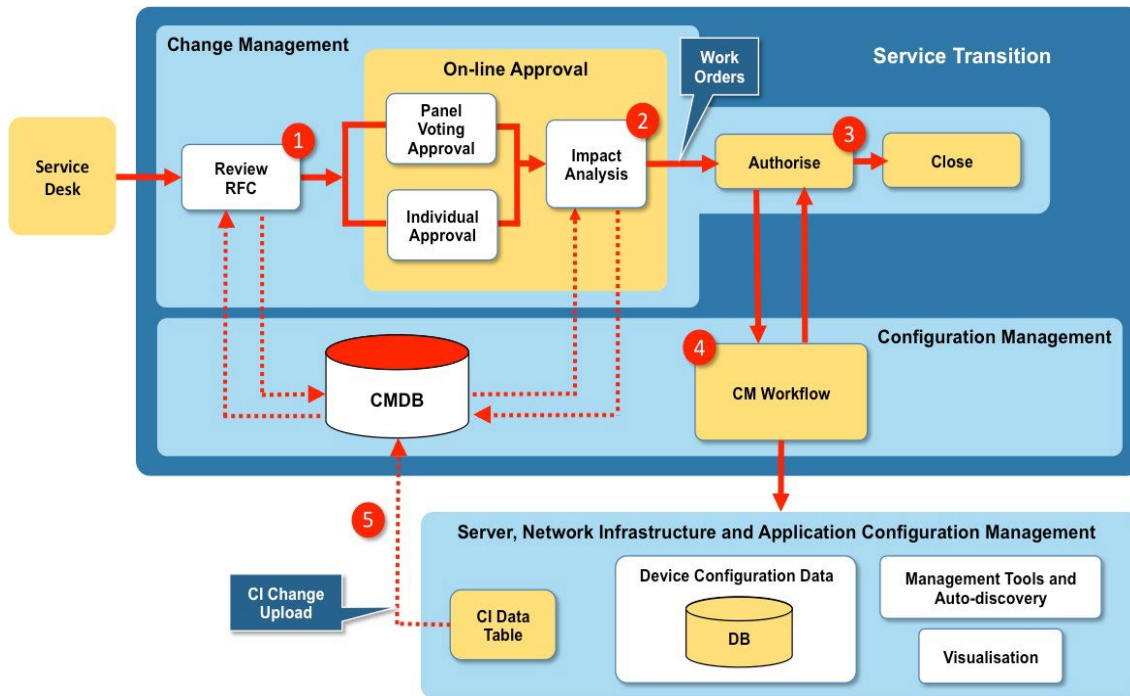 Change Management
Service Transition
On-line Approval
Work
Orders
Service
Desk
1
Review
RFC
Panel
Voting
Approval
Individual
Approval
2
Impact
Analysis
3
Authorise
Close
Configuration Management
CMDB
4
CM Workflow
5
CI Change
Upload
Server, Network Infrastructure and Application Configuration Management
CI Data
Table
Device Configuration Data
DB
Management Tools and
Auto-discovery
Visualisation